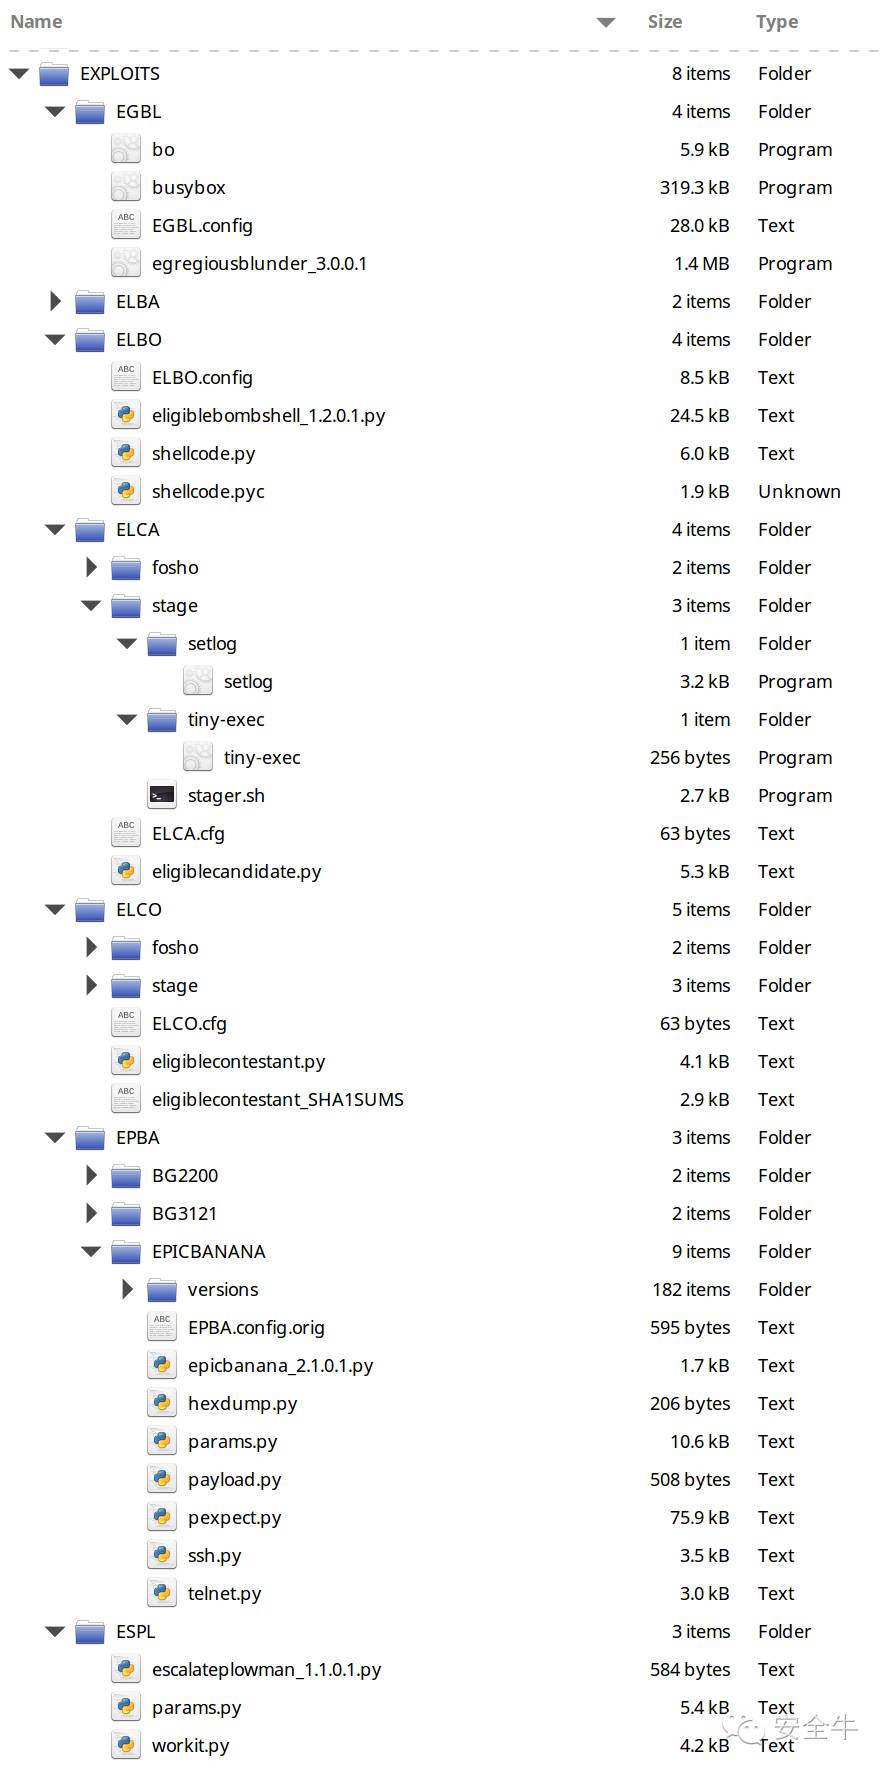 Name Size Type
EXPLOITS 8 items Folder
EGBL 4 items Folder
bo 5.9 kB Program
busybox 319.3 kB Program
ABC EGBL.config 28.0 kB Text
egregiousblunder_3.0.0.1 1.4 MB Program
ELBA 2 items Folder
ELBO 4 items Folder
ABC ELBO.config 8.5 kB Text
eligiblebombshell_1.2.0.1.py 24.5 kB Text
shellcode.py 6.0 kB Text
shellcode.pyc 1.9 kB Unknown
ELCA 4 items Folder
fosho 2 items Folder
stage 3 items Folder
setlog 1 item Folder
setlog 3.2 kB Program
tiny-exec 1 item Folder
tiny-exec 256 bytes Program
>_ stager.sh 2.7 kB Program
ABC ELCA.cfg 63 bytes Text
eligiblecandidate.py 5.3 kB Text
ELCO 5 items Folder
fosho 2 items Folder
stage 3 items Folder
ABC ELCO.cfg 63 bytes Text
eligiblecontestant.py 4.1 kB Text
ABC eligiblecontestant_SHA1SUMS 2.9 kB Text
EPBA 3 items Folder
BG2200 2 items Folder
BG3121 2 items Folder
EPICBANANA 9 items Folder
versions 182 items Folder
ABC EPBA.config.orig 595 bytes Text
epicbanana_2.1.0.1.py 1.7 kB Text
hexdump.py 206 bytes Text
params.py 10.6 kB Text
payload.py 508 bytes Text
pexpect.py 75.9 kB Text
ssh.py 3.5 kB Text
telnet.py 3.0 kB Text
ESPL 3 items Folder
escalateplowman_1.1.0.1.py 584 bytes Text
params.py 5.4 kB Text
安全牛
workit.py 4.2 kB Text